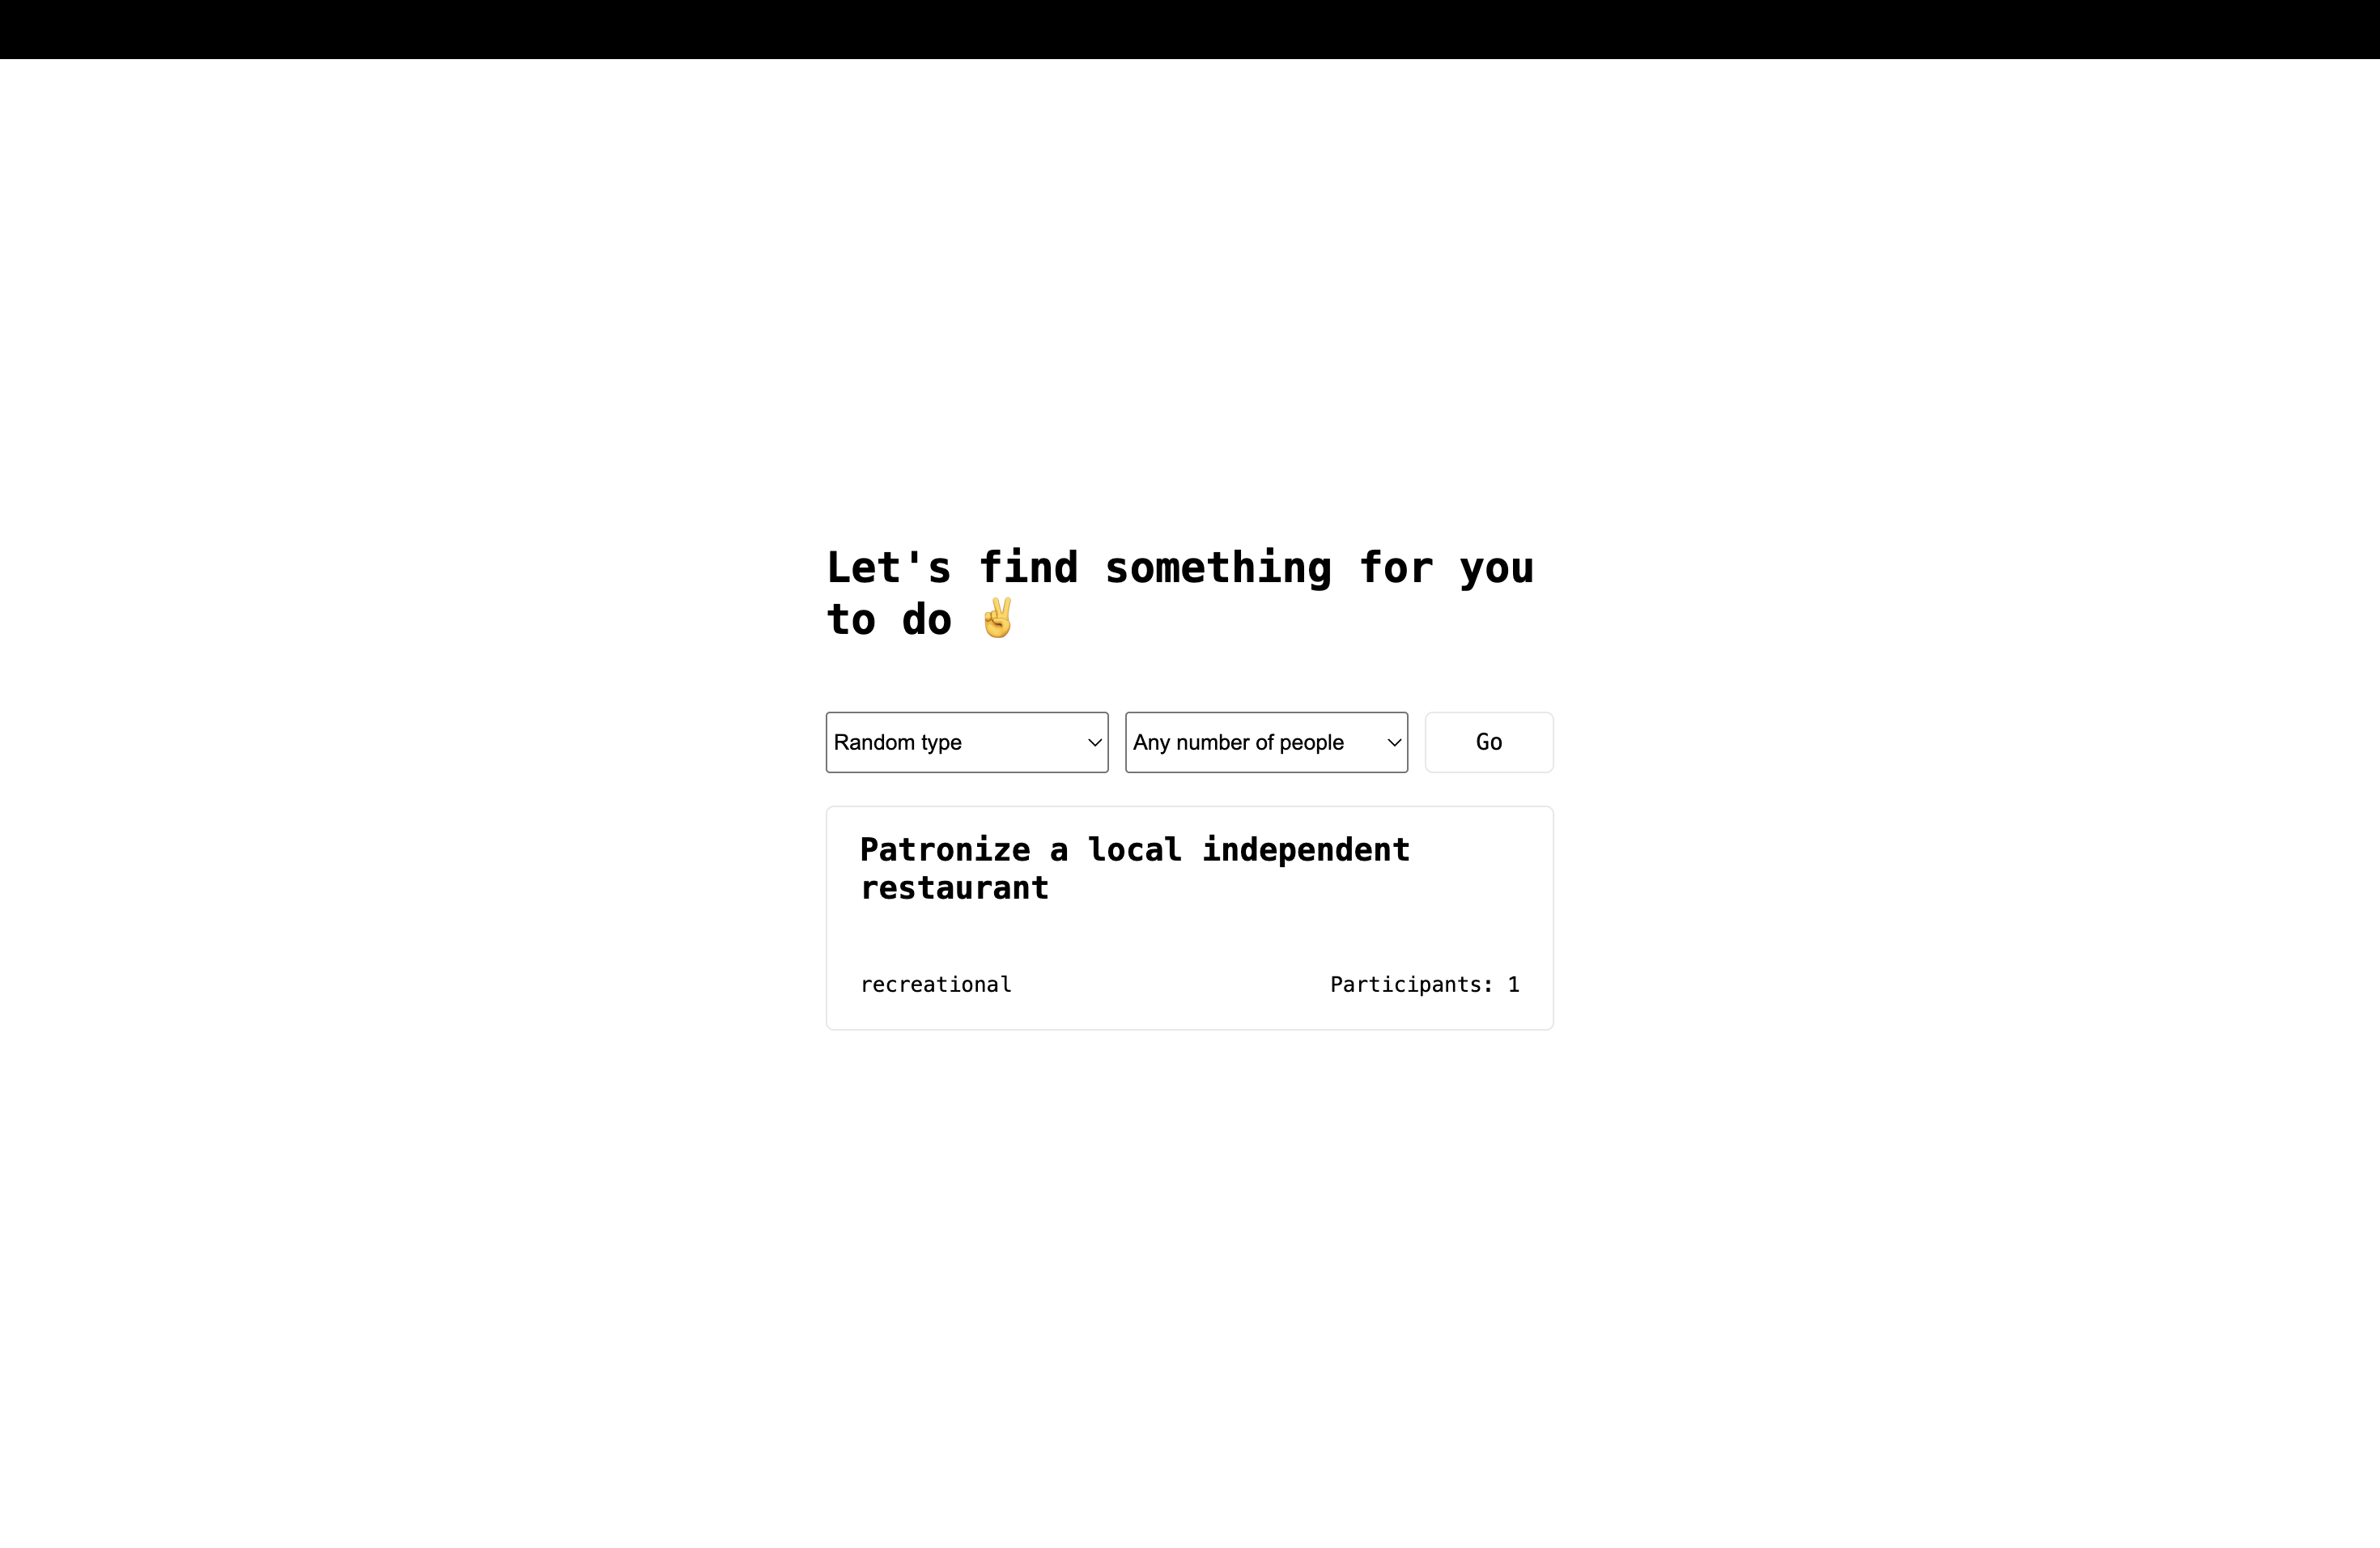 Let's find something for you
to do ✌️
Random type
Any number of people
Go
Patronize a local independent
restaurant
recreational
Participants: 1